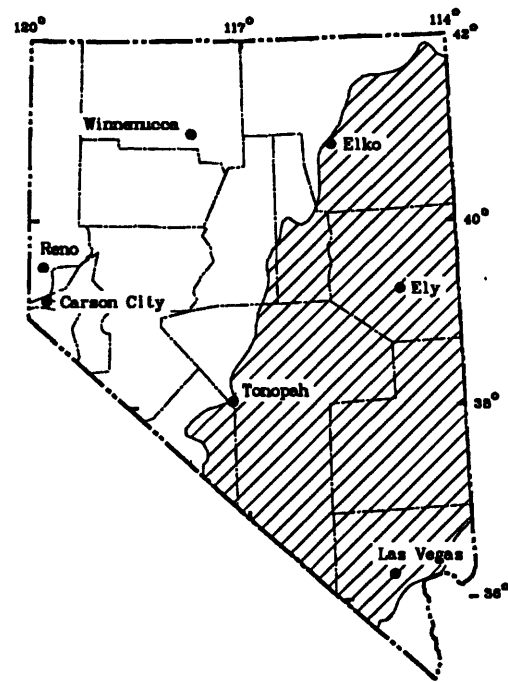 120°
117°
114°
42°
Winnemucca
Elko
40°
Reno
Ely
Carson City
Tonopah
38°
Las Vegas
36°